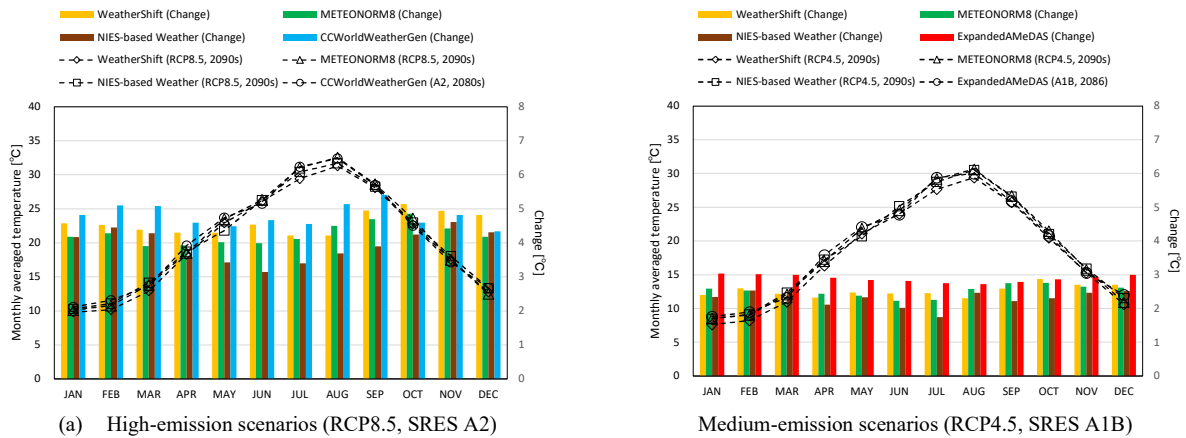 WeatherShift (Change)
METEONORM8 (Change)
NIES-based Weather (Change)
CCWorldWeatherGen (Change)
WeatherShift (RCP8.5, 2090s)
METEONORM8 (RCP8.5, 2090s)
NIES-based Weather (RCP8.5, 2090s)
CCWorldWeatherGen (A2, 2080s)
Monthly averaged temperature [℃]
40
35
30
25
20
15
10
5
0
8
7
6
5
4
3
2
1
0
Change
[℃]
JAN FEB MAR APR MAY JUN JUL AUG SEP OCT NOV DEC
(a) High-emission scenarios (RCP8.5, SRES A2)
WeatherShift (Change)
METEONORM8 (Change)
NIES-based Weather (Change)
ExpandedAMeDAS (Change)
WeatherShift (RCP4.5, 2090s)
METEONORM8 (RCP4.5, 2090s)
NIES-based Weather (RCP4.5, 2090s)
ExpandedAMeDAS (A1B, 2086)
Monthly averaged temperature [℃]
40
35
30
25
20
15
10
5
0
8
7
6
5
4
3
2
1
0
Change
[℃]
JAN FEB MAR APR MAY JUN JUL AUG SEP OCT NOV DEC
Medium-emission scenarios (RCP4.5, SRES A1B)